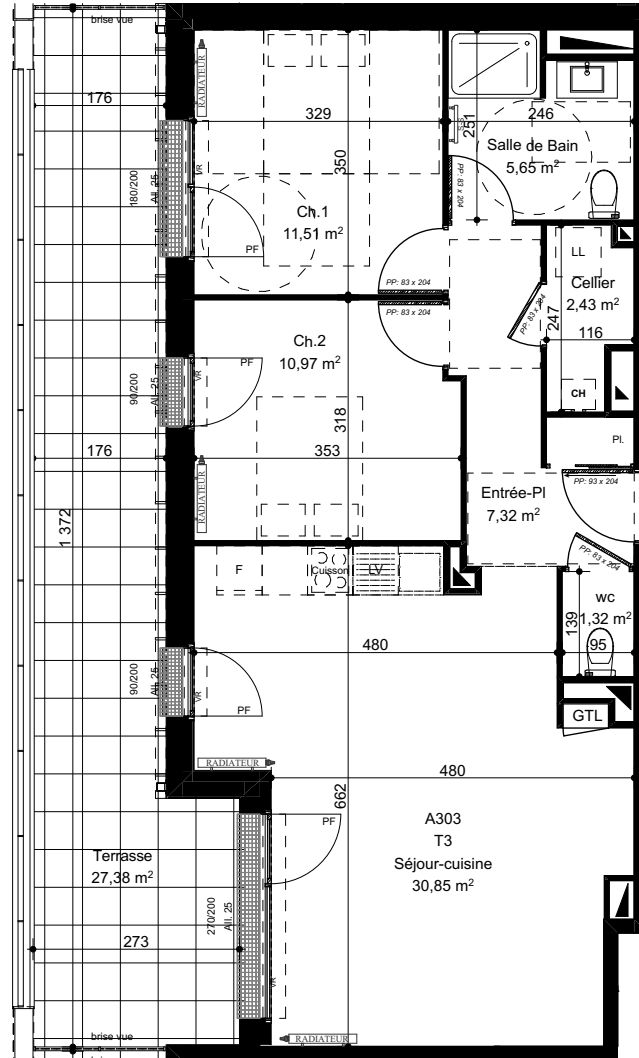 brise vue
176
RADIATEUR
329
350
VR
180/200
All. 25
PF
Ch.1
11,51 m²
PP: 83 x 204
251
246
Salle de Bain
5,65 m²
PP: 83 x 204
LL
Cellier
2,43 m²
247
116
PP: 83 x 204
CH
PP: 83 x 204
Ch.2
10,97 m²
PF
VR
90/200
All. 25
318
353
176
RADIATEUR
1 372
Pl.
PP: 93 x 204
Entrée-Pl
7,32 m²
PP: 83 x 204
wc
1,32 m²
139
95
F
Cuisson
LV
480
90/200
All. 25
VR
PF
GTL
RADIATEUR
480
662
PF
A303
T3
Séjour-cuisine
30,85 m²
Terrasse
27,38 m²
270/200
All. 25
273
VR
brise vue
RADIATEUR